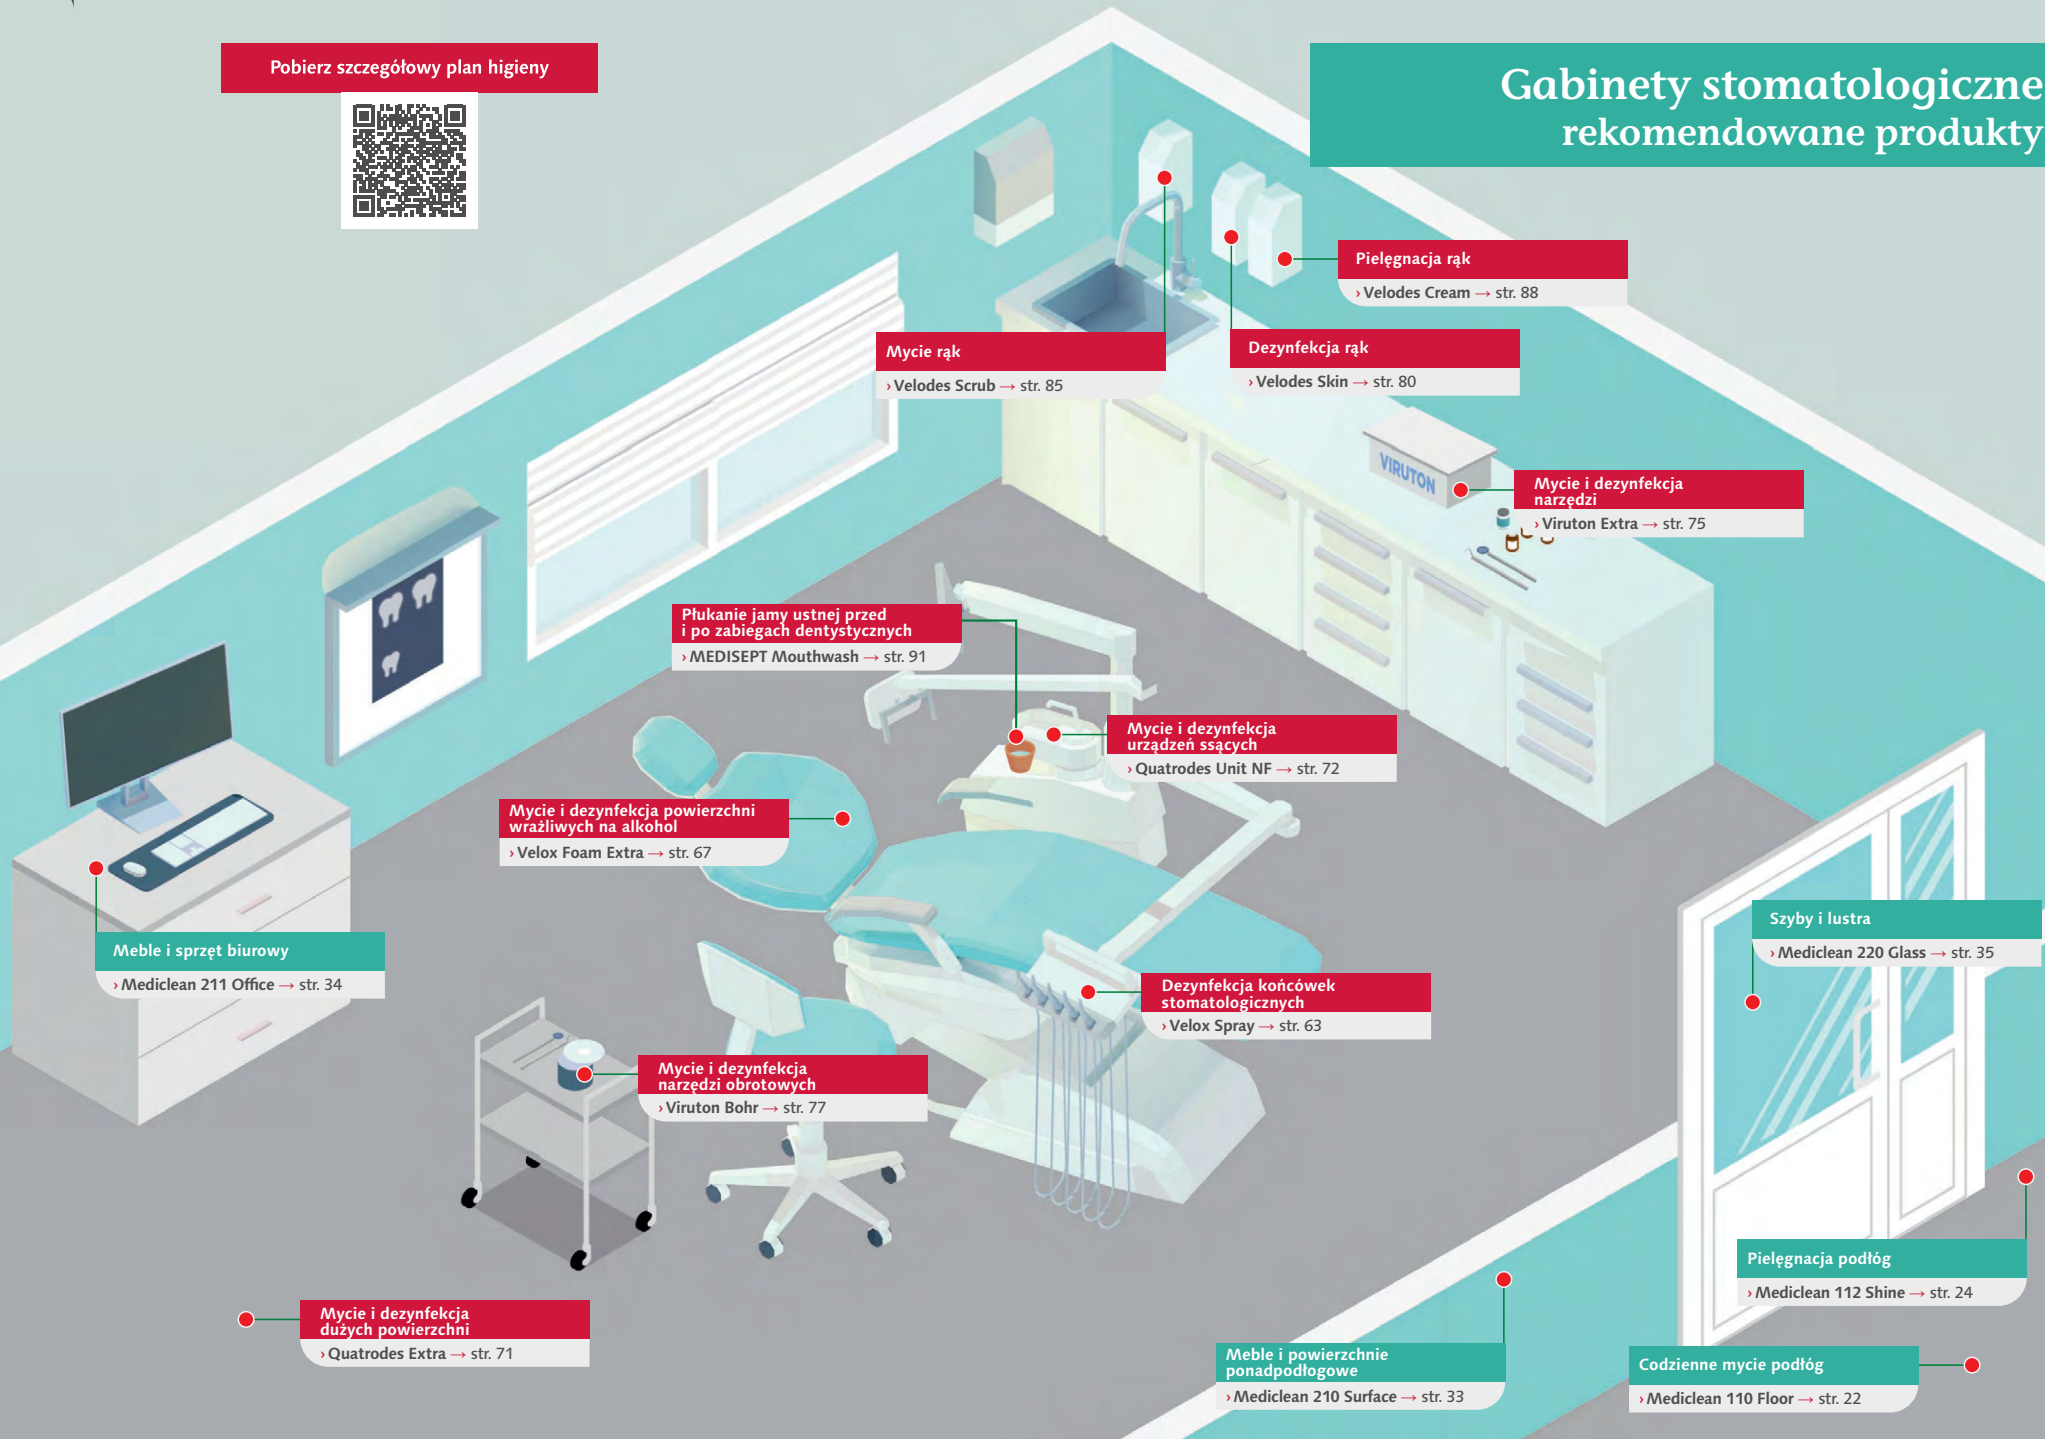 Pobierz szczegółowy plan higieny
Gabinety stomatologiczne
rekomendowane produkty
Pielęgnacja rąk
› Velodes Cream → str. 88
Mycie rąk
› Velodes Scrub → str. 85
Dezynfekcja rąk
› Velodes Skin → str. 80
VIRUTON
Mycie i dezynfekcja
narzędzi
› Viruton Extra → str. 75
Płukanie jamy ustnej przed
i po zabiegach dentystycznych
› MEDISEPT Mouthwash → str. 91
Mycie i dezynfekcja
urządzeń ssących
› Quatrodes Unit NF → str. 72
Mycie i dezynfekcja powierzchni
wrażliwych na alkohol
› Velox Foam Extra → str. 67
Meble i sprzęt biurowy
› Mediclean 211 Office → str. 34
Szyby i lustra
› Mediclean 220 Glass → str. 35
Dezynfekcja końcówek
stomatologicznych
› Velox Spray → str. 63
Mycie i dezynfekcja
narzędzi obrotowych
› Viruton Bohr → str. 77
Pielęgnacja podłóg
› Mediclean 112 Shine → str. 24
Mycie i dezynfekcja
dużych powierzchni
› Quatrodes Extra → str. 71
Meble i powierzchnie
ponadpodłogowe
› Mediclean 210 Surface → str. 33
Codzienne mycie podłóg
› Mediclean 110 Floor → str. 22